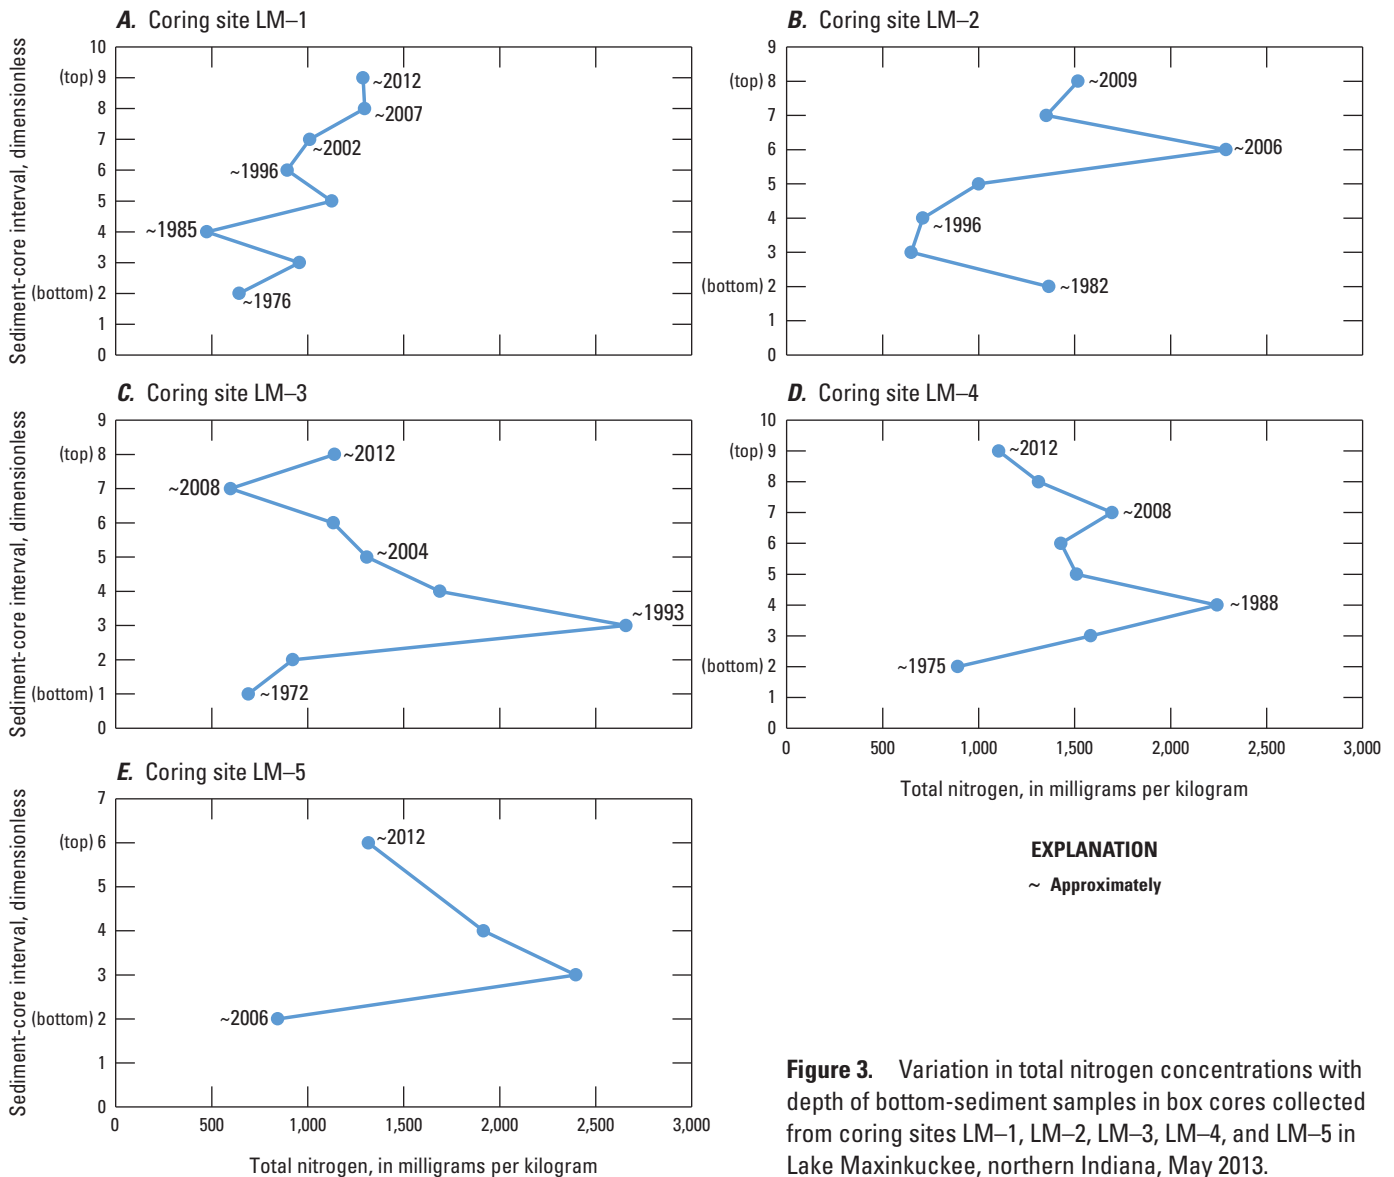 A. Coring site LM–1
Sediment-core interval, dimensionless
10
(top) 9
8
7
6
5
4
3
(bottom) 2
1
0
~2012
~2007
~2002
~1996
~1985
~1976
B. Coring site LM–2
9
(top) 8
7
6
5
4
3
(bottom) 2
1
0
~2009
~2006
~1996
~1982
C. Coring site LM–3
Sediment-core interval, dimensionless
9
(top) 8
7
6
5
4
3
2
(bottom) 1
0
~2012
~2008
~2004
~1993
~1972
D. Coring site LM–4
10
(top) 9
8
7
6
5
4
3
(bottom) 2
1
0
~2012
~2008
~1988
~1975
0 500 1,000 1,500 2,000 2,500 3,000
Total nitrogen, in milligrams per kilogram
E. Coring site LM–5
Sediment-core interval, dimensionless
7
(top) 6
5
4
3
(bottom) 2
1
0
~2012
~2006
0 500 1,000 1,500 2,000 2,500 3,000
Total nitrogen, in milligrams per kilogram
EXPLANATION
~ Approximately
Figure 3. Variation in total nitrogen concentrations with
depth of bottom-sediment samples in box cores collected
from coring sites LM–1, LM–2, LM–3, LM–4, and LM–5 in
Lake Maxinkuckee, northern Indiana, May 2013.